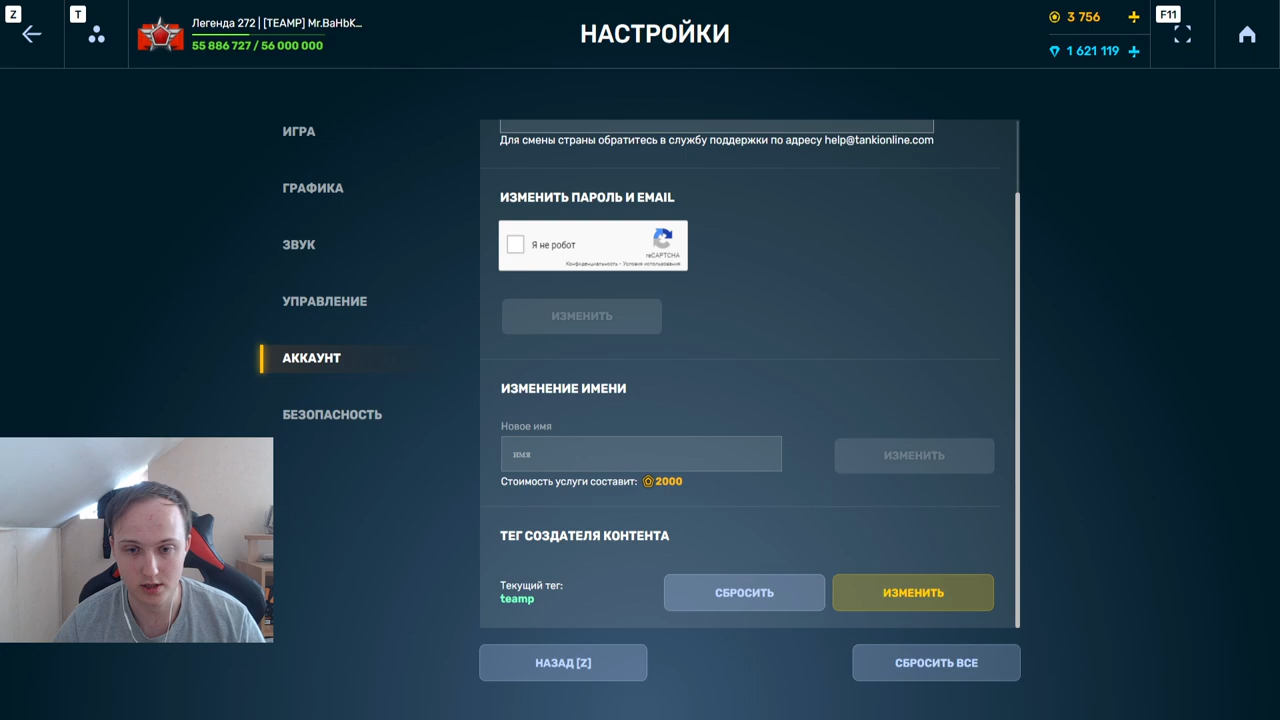 Z
T
Легенда 272 | [TEAMP] Mr.BaHbK...
55 886 727 / 56 000 000
НАСТРОЙКИ
3 756
1 621 119
F11
ИГРА
ГРАФИКА
ЗВУК
УПРАВЛЕНИЕ
АККАУНТ
БЕЗОПАСНОСТЬ
Для смены страны обратитесь в службу поддержки по адресу help@tankionline.com
ИЗМЕНИТЬ ПАРОЛЬ И EMAIL
Я не робот
reCAPTCHA
Конфиденциальность - Условия использования
ИЗМЕНИТЬ
ИЗМЕНЕНИЕ ИМЕНИ
Новое имя
имя
ИЗМЕНИТЬ
Стоимость услуги составит: 2000
ТЕГ СОЗДАТЕЛЯ КОНТЕНТА
Текущий тег:
teamp
СБРОСИТЬ
ИЗМЕНИТЬ
НАЗАД [Z]
СБРОСИТЬ ВСЕ